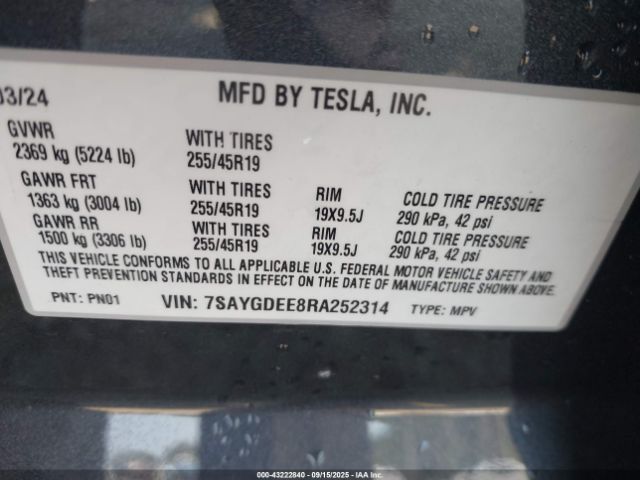 03/24 MFD BY TESLA, INC.
GVWR
2369 kg (5224 lb) WITH TIRES 255/45R19
GAWR FRT
1363 kg (3004 lb) WITH TIRES 255/45R19 RIM 19X9.5J COLD TIRE PRESSURE 290 kPa, 42 psi
GAWR RR
1500 kg (3306 lb) WITH TIRES 255/45R19 RIM 19X9.5J COLD TIRE PRESSURE 290 kPa, 42 psi
THIS VEHICLE CONFORMS TO ALL APPLICABLE U.S. FEDERAL MOTOR VEHICLE SAFETY AND
THEFT PREVENTION STANDARDS IN EFFECT ON THE DATE OF MANUFACTURE SHOWN ABOVE.
PNT: PN01 VIN: 7SAYGDEE8RA252314 TYPE: MPV
000-43222840 09/15/2025 IAAI.COM